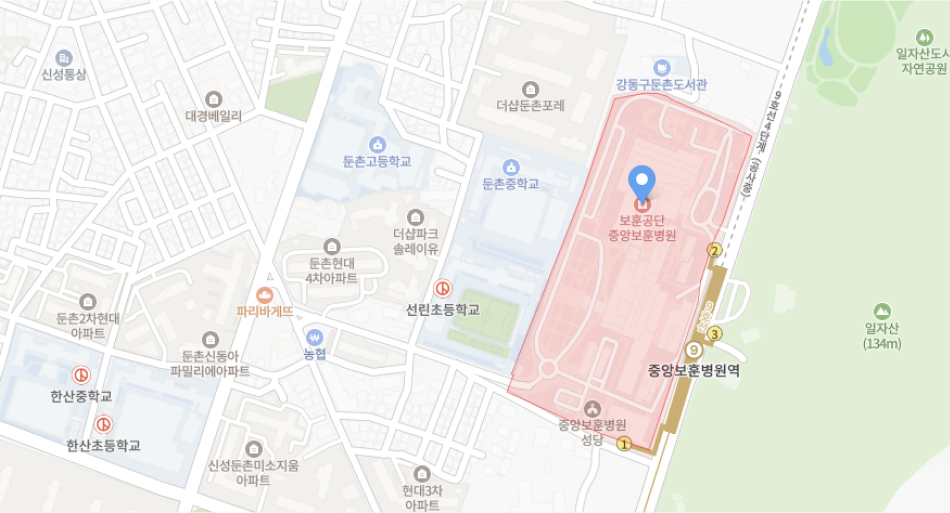 신성통상
대경베일리
더샵둔촌포레
강동구둔촌도서관
일자산도시
자연공원
9호선4단계 (공사중)
둔촌고등학교
둔촌중학교
보훈공단
중앙보훈병원
더샵파크
솔레이유
둔촌현대
4차아파트
2
파리바게뜨
선린초등학교
둔촌2차현대
아파트
9호선
3
일자산
(134m)
농협
둔촌신동아
파밀리에아파트
9
중앙보훈병원역
한산중학교
중앙보훈병원
성당
1
한산초등학교
신성둔촌미소지움
아파트
현대3차
아파트